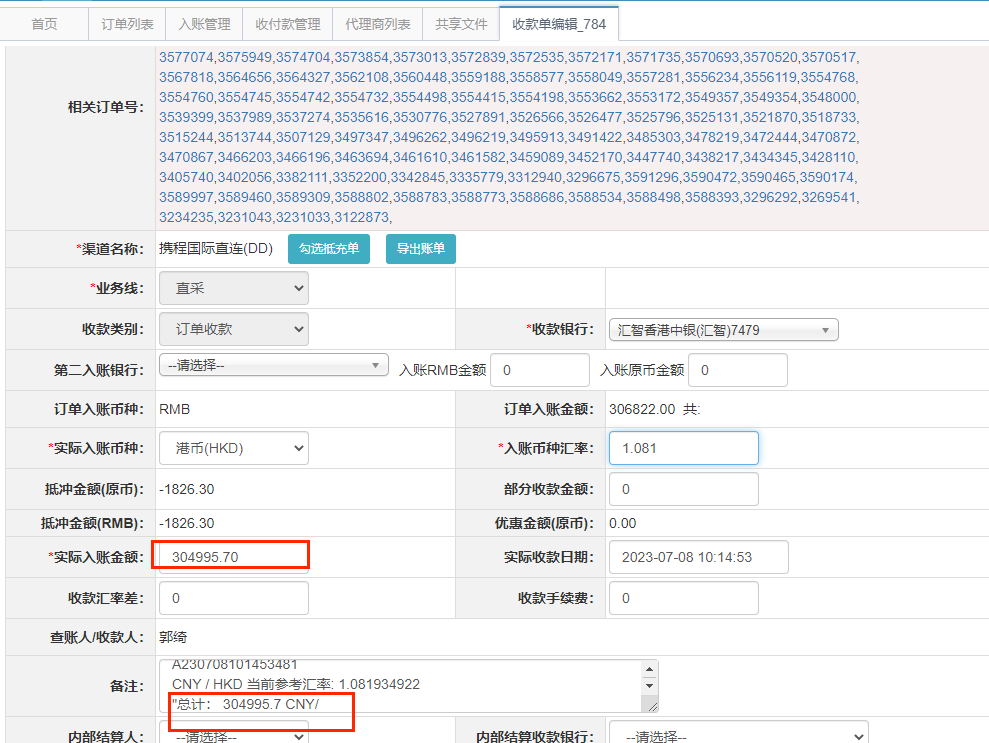 首页 订单列表 入账管理 收付款管理 代理商列表 共享文件 收款单编辑_784
3577074,3575949,3574704,3573854,3573013,3572839,3572535,3572171,3571735,3570693,3570520,3570517,
3567818,3564656,3564327,3562108,3560448,3559188,3558577,3558049,3557281,3556234,3556119,3554768,
相关订单号： 3554760,3554745,3554742,3554732,3554498,3554415,3554198,3553662,3553172,3549357,3549354,3548000,
3539399,3537989,3537274,3535616,3530776,3527891,3526566,3526477,3525796,3525131,3521870,3518733,
3515244,3513744,3507129,3497347,3496262,3496219,3495913,3491422,3485303,3478219,3472444,3470872,
3470867,3466203,3466196,3463694,3461610,3461582,3459089,3452170,3447740,3438217,3434345,3428110,
3405740,3402056,3382111,3352200,3342845,3335779,3312940,3296675,3591296,3590472,3590465,3590174,
3589997,3589460,3589309,3588802,3588783,3588773,3588686,3588534,3588498,3588393,3296292,3269541,
3234235,3231043,3231033,3122873,
*渠道名称： 携程国际直连(DD) 勾选抵充单 导出账单
*业务线： 直采
收款类别： 订单收款 *收款银行： 汇智香港中银(汇智)7479
第二入账银行： --请选择-- 入账RMB金额 0 入账原币金额 0
订单入账币种： RMB 订单入账金额： 306822.00 共:
*实际入账币种： 港币(HKD) *入账币种汇率： 1.081
抵冲金额(原币)： -1826.30 部分收款金额： 0
抵冲金额(RMB)： -1826.30 优惠金额(原币)： 0.00
*实际入账金额： 304995.70 实际收款日期： 2023-07-08 10:14:53
收款汇率差： 0 收款手续费： 0
查账人/收款人： 郭绮
A230708101453481
备注： CNY / HKD 当前参考汇率: 1.081934922
"总计： 304995.7 CNY/
内部结算人： --请选择-- 内部结算收款银行： --请选择--